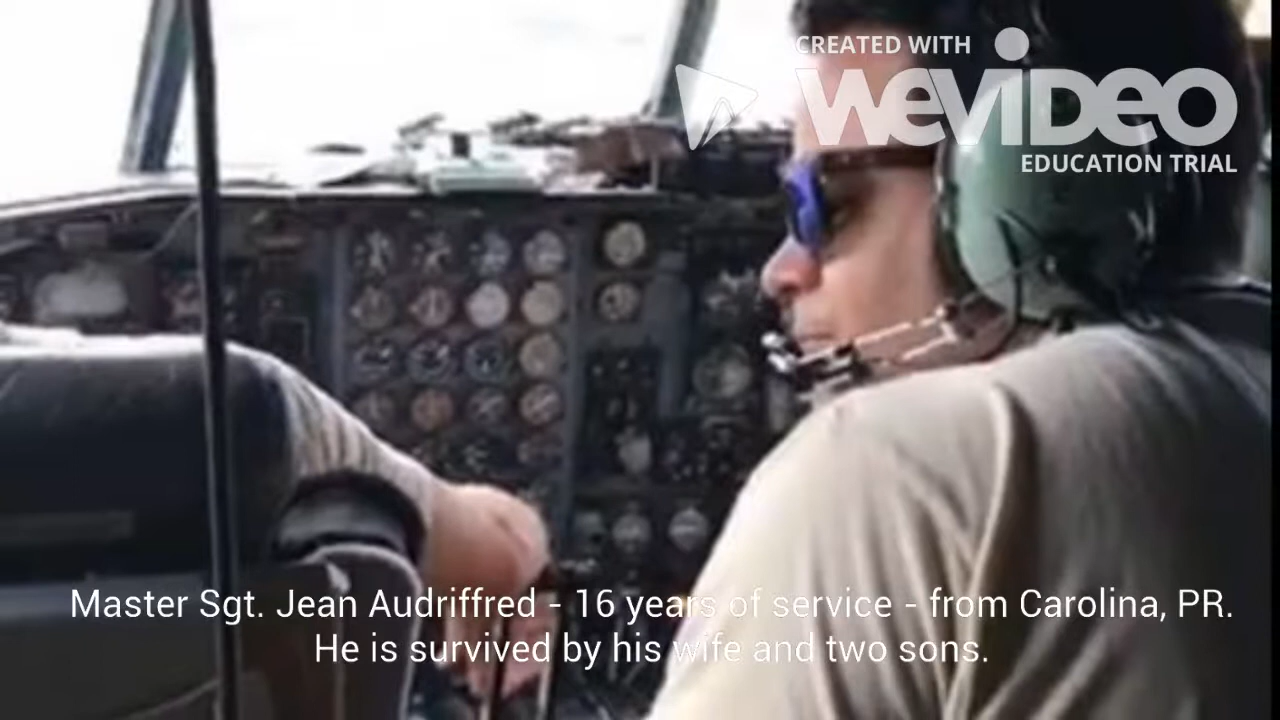 CREATED WITH
WEVIDEO
EDUCATION TRIAL
Master Sgt. Jean Audriffred - 16 years of service - from Carolina, PR.
He is survived by his wife and two sons.